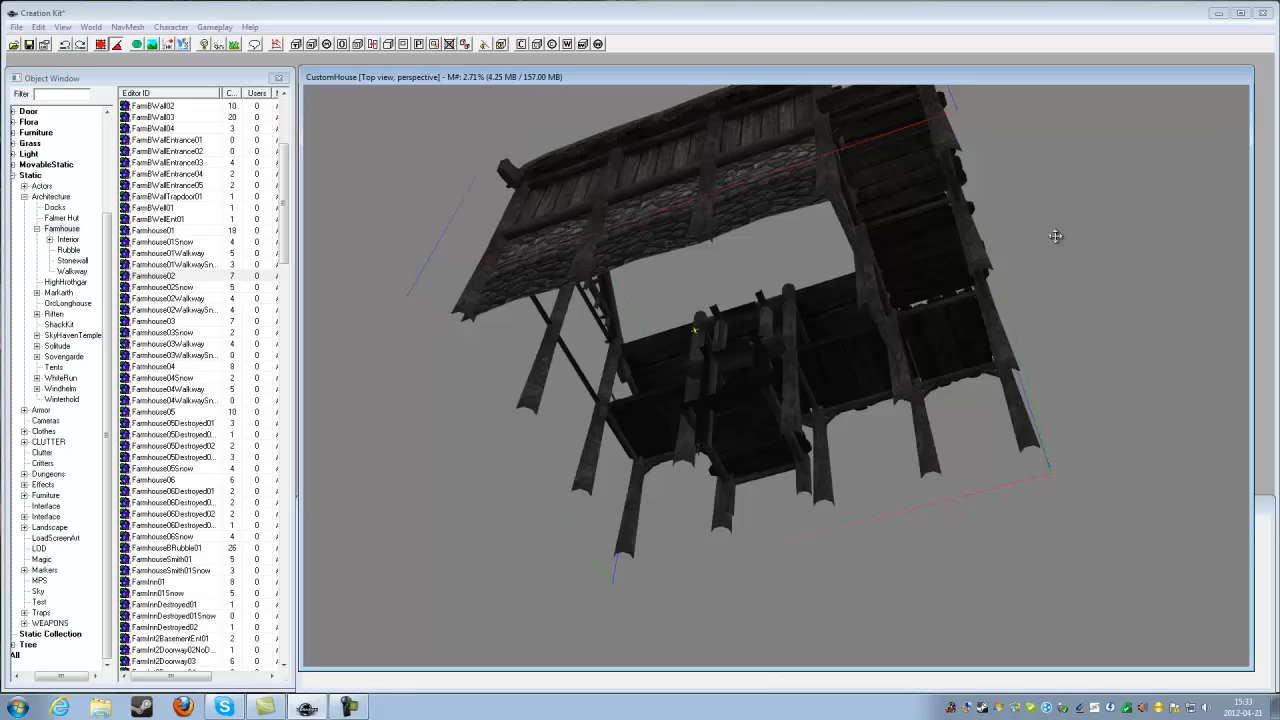 Creation Kit*
File Edit View World NavMesh Character Gameplay Help
Object Window
Filter
Door
Flora
Furniture
Grass
Light
MovableStatic
Static
Actors
Architecture
Docks
Falmer Hut
Farmhouse
Interior
Rubble
Stonewall
Walkway
HighHrothgar
Markarth
OrcLonghouse
Riften
ShackKit
SkyHavenTemple
Solitude
Sovengarde
Tents
WhiteRun
Windhelm
Winterhold
Armor
Cameras
Clothes
CLUTTER
Clutter
Critters
Dungeons
Effects
Furniture
Interface
Interface
Landscape
LoadScreenArt
LOD
Magic
Markers
MPS
Sky
Test
Traps
WEAPONS
Static Collection
Tree
All
Editor ID C... Users
FarmBWall02 10 0
FarmBWall03 20 0
FarmBWall04 3 0
FarmBWallEntrance01 0 0
FarmBWallEntrance02 0 0
FarmBWallEntrance03 4 0
FarmBWallEntrance04 2 0
FarmBWallEntrance05 2 0
FarmBWallTrapdoor01 1 0
FarmBWell01 1 0
FarmBWellEnt01 1 0
Farmhouse01 18 0
Farmhouse01Snow 4 0
Farmhouse01Walkway 5 0
Farmhouse01WalkwaySn... 1 0
Farmhouse02 7 0
Farmhouse02Snow 5 0
Farmhouse02Walkway 4 0
Farmhouse02WalkwaySn... 4 0
Farmhouse03 7 0
Farmhouse03Snow 2 0
Farmhouse03Walkway 4 0
Farmhouse03WalkwaySn... 0 0
Farmhouse04 8 0
Farmhouse04Snow 2 0
Farmhouse04Walkway 5 0
Farmhouse04WalkwaySn... 0 0
Farmhouse05 10 0
Farmhouse05Destroyed01 3 0
Farmhouse05Destroyed0... 1 0
Farmhouse05Destroyed02 2 0
Farmhouse05Destroyed0... 3 0
Farmhouse05Snow 4 0
Farmhouse06 6 0
Farmhouse06Destroyed01 2 0
Farmhouse06Destroyed0... 2 0
Farmhouse06Destroyed02 2 0
Farmhouse06Destroyed0... 1 0
Farmhouse06Snow 4 0
FarmhouseBRubble01 26 0
FarmhouseSmith01 5 0
FarmhouseSmith01Snow 3 0
FarmInn01 8 0
FarmInn01Snow 5 0
FarmInnDestroyed01 1 0
FarmInnDestroyed01Snow 0 0
FarmInnDestroyed02 1 0
FarmInt2BasementEnt01 2 0
FarmInt2Doorway02NoD... 1 0
FarmInt2Doorway03 6 0
CustomHouse [Top view, perspective] - M#: 2.71% (4.25 MB / 157.00 MB)
15:33
2012-04-21